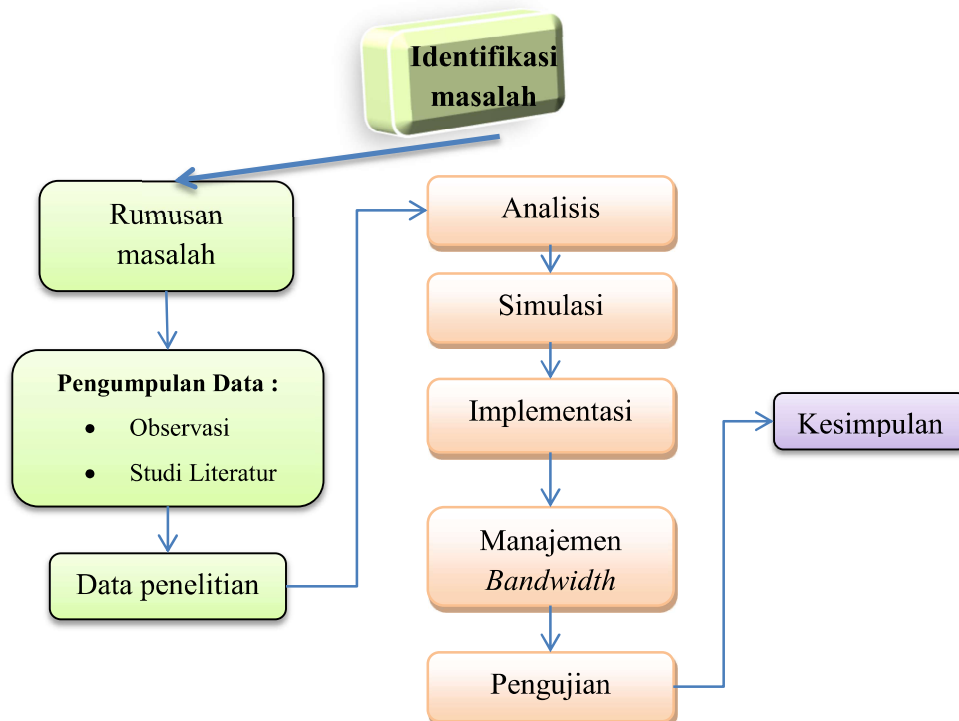 Identifikasi
masalah
Rumusan
masalah
Pengumpulan Data :
• Observasi
• Studi Literatur
Data penelitian
Analisis
Simulasi
Implementasi
Manajemen
Bandwidth
Pengujian
Kesimpulan